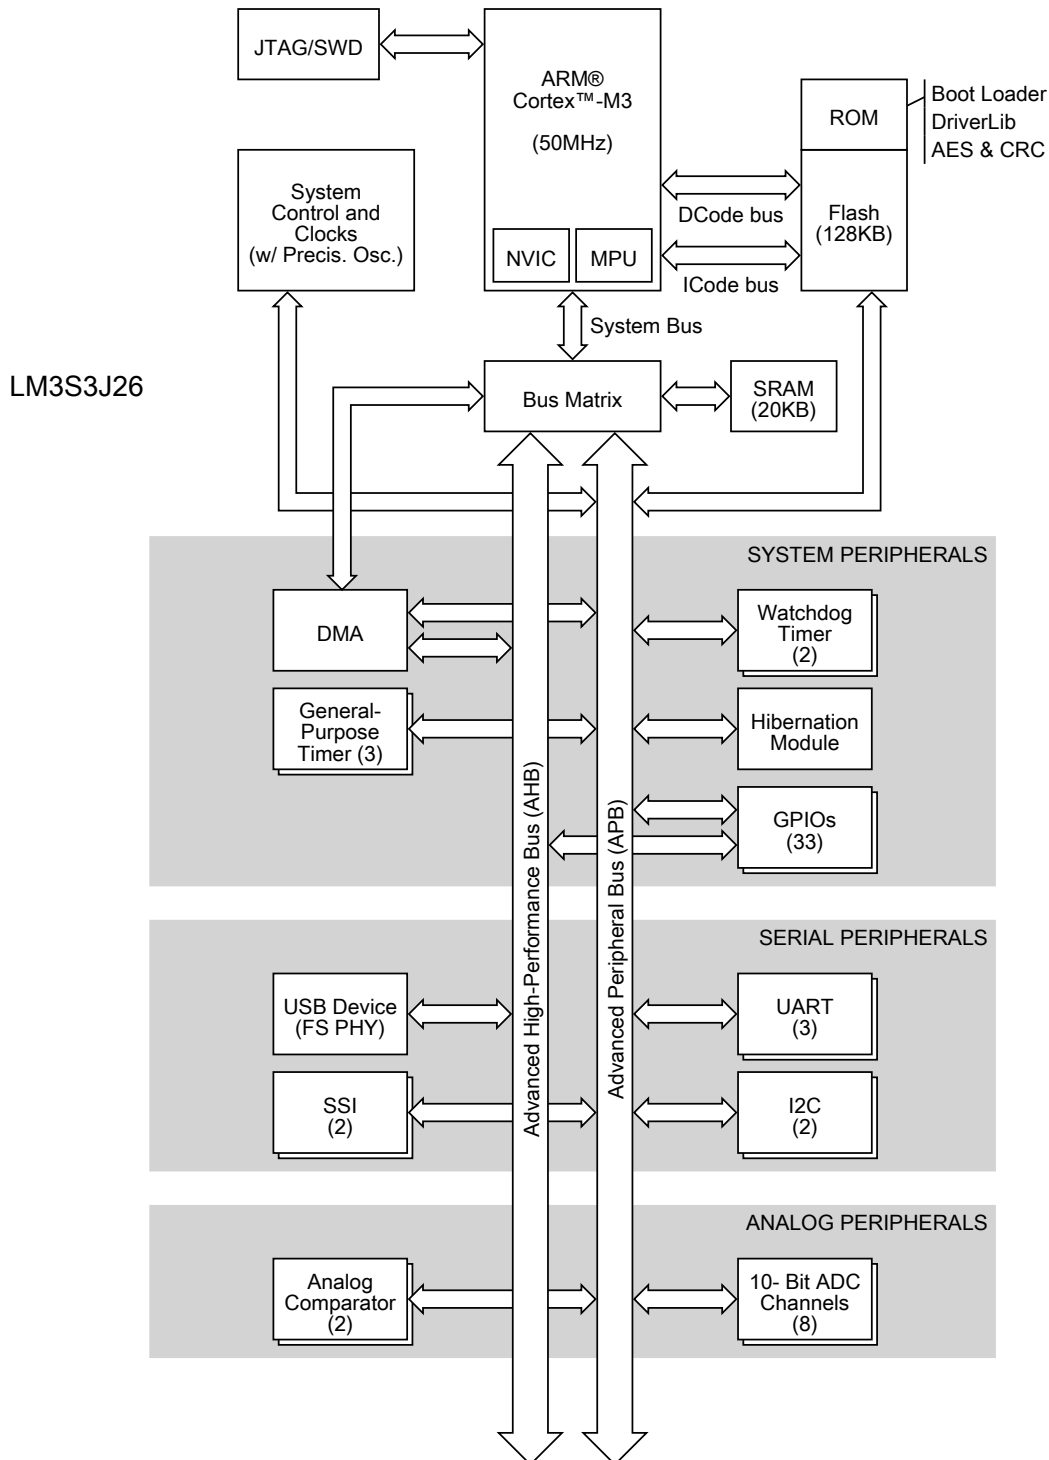 JTAG/SWD
ARM®
Cortex™-M3
(50MHz)
NVIC
MPU
ROM
Boot Loader
DriverLib
AES & CRC
Flash
(128KB)
DCode bus
ICode bus
System
Control and
Clocks
(w/ Precis. Osc.)
System Bus
LM3S3J26
Bus Matrix
SRAM
(20KB)
SYSTEM PERIPHERALS
DMA
Watchdog
Timer
(2)
General-
Purpose
Timer (3)
Hibernation
Module
GPIOs
(33)
Advanced High-Performance Bus (AHB)
Advanced Peripheral Bus (APB)
SERIAL PERIPHERALS
USB Device
(FS PHY)
UART
(3)
SSI
(2)
I2C
(2)
ANALOG PERIPHERALS
Analog
Comparator
(2)
10- Bit ADC
Channels
(8)